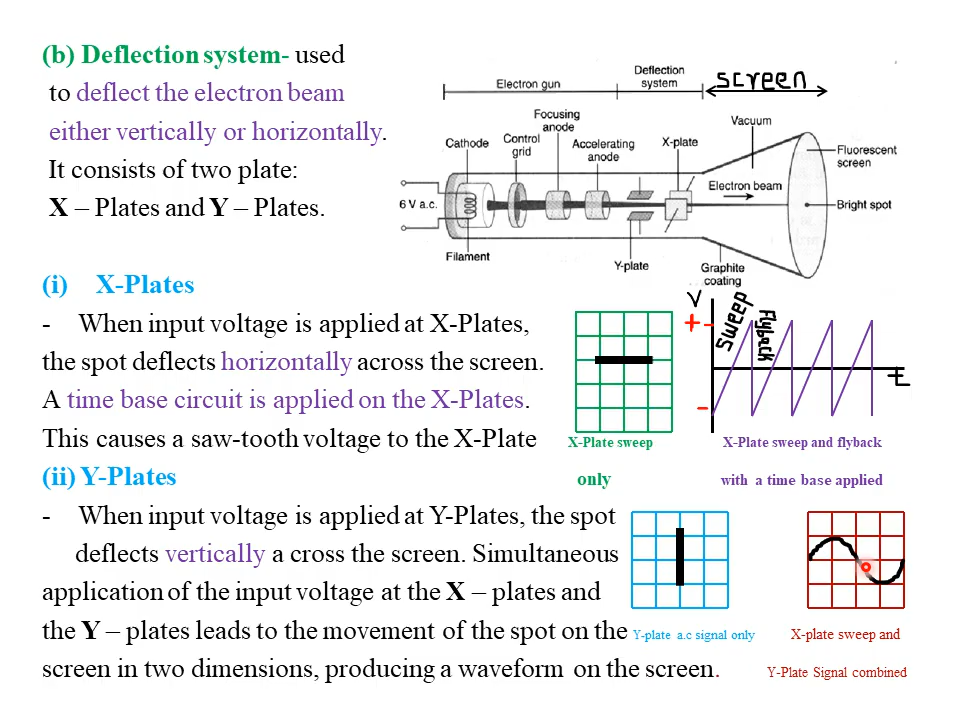 (b) Deflection system- used
to deflect the electron beam
either vertically or horizontally.
It consists of two plate:
X – Plates and Y – Plates.
Electron gun
Deflection
system
screen
Focusing
anode
Vacuum
Cathode
Control
grid
Accelerating
anode
X-plate
Fluorescent
screen
Electron beam
6 V a.c.
Bright spot
Filament
Y-plate
Graphite
coating
(i) X-Plates
- When input voltage is applied at X-Plates,
the spot deflects horizontally across the screen.
A time base circuit is applied on the X-Plates.
This causes a saw-tooth voltage to the X-Plate
V
+
-
sweep
Flyback
t
X-Plate sweep
only
X-Plate sweep and flyback
with a time base applied
(ii) Y-Plates
- When input voltage is applied at Y-Plates, the spot
deflects vertically a cross the screen. Simultaneous
application of the input voltage at the X – plates and
the Y – plates leads to the movement of the spot on the
screen in two dimensions, producing a waveform on the screen.
Y-plate a.c signal only
X-plate sweep and
Y-Plate Signal combined